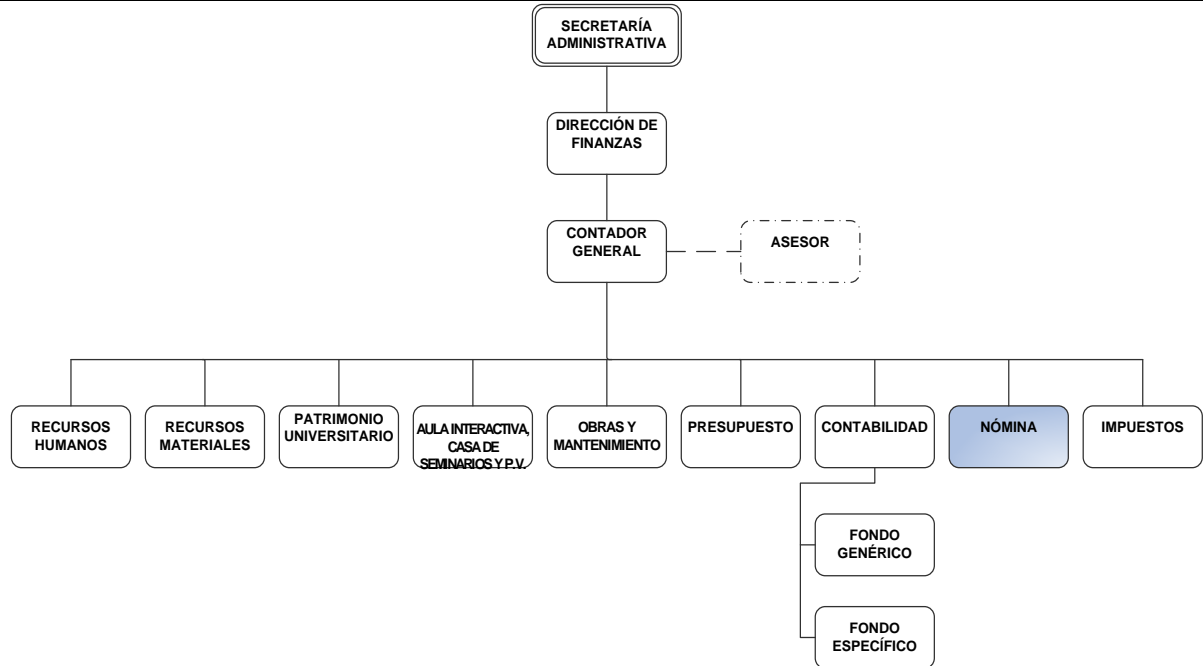 SECRETARÍA
ADMINISTRATIVA
DIRECCIÓN DE
FINANZAS
CONTADOR
GENERAL
ASESOR
RECURSOS
HUMANOS
RECURSOS
MATERIALES
PATRIMONIO
UNIVERSITARIO
AULA INTERACTIVA,
CASA DE
SEMINARIOS Y P.V.
OBRAS Y
MANTENIMIENTO
PRESUPUESTO
CONTABILIDAD
NÓMINA
IMPUESTOS
FONDO
GENÉRICO
FONDO
ESPECÍFICO